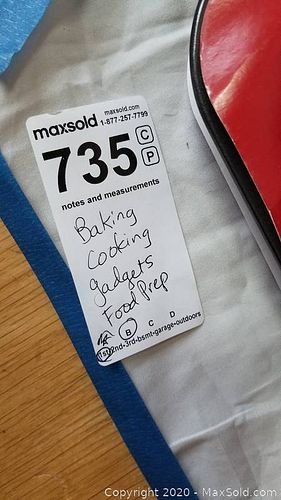 maxsold.com
maxsold 1-877-257-7799
735 C
P
notes and measurements
Baking
Cooking
gadgets
Food Prep
A B C D
1st-2nd-3rd-bsmt-garage-outdoors
Copyright © 2020 - MaxSold.com